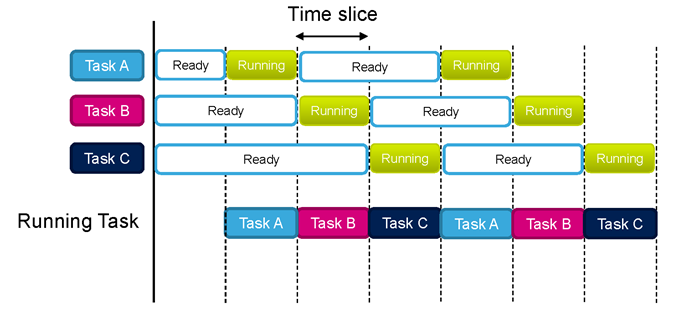 Time slice
Task A Ready Running Ready Running
Task B Ready Running Ready Running
Task C Ready Running Ready Running
Running Task Task A Task B Task C Task A Task B Task C